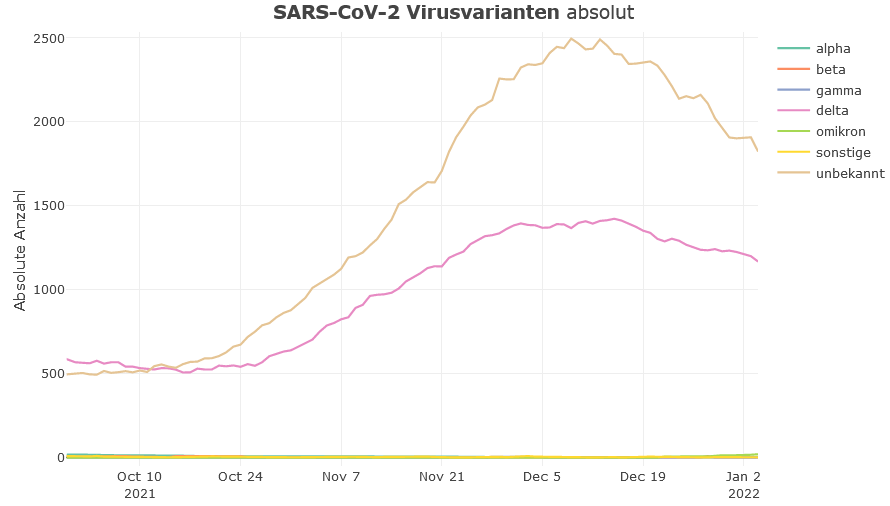 SARS-CoV-2 Virusvarianten absolut
2500
2000
1500
1000
500
0
Absolute Anzahl
Oct 10
2021
Oct 24
Nov 7
Nov 21
Dec 5
Dec 19
Jan 2
2022
alpha
beta
gamma
delta
omikron
sonstige
unbekannt